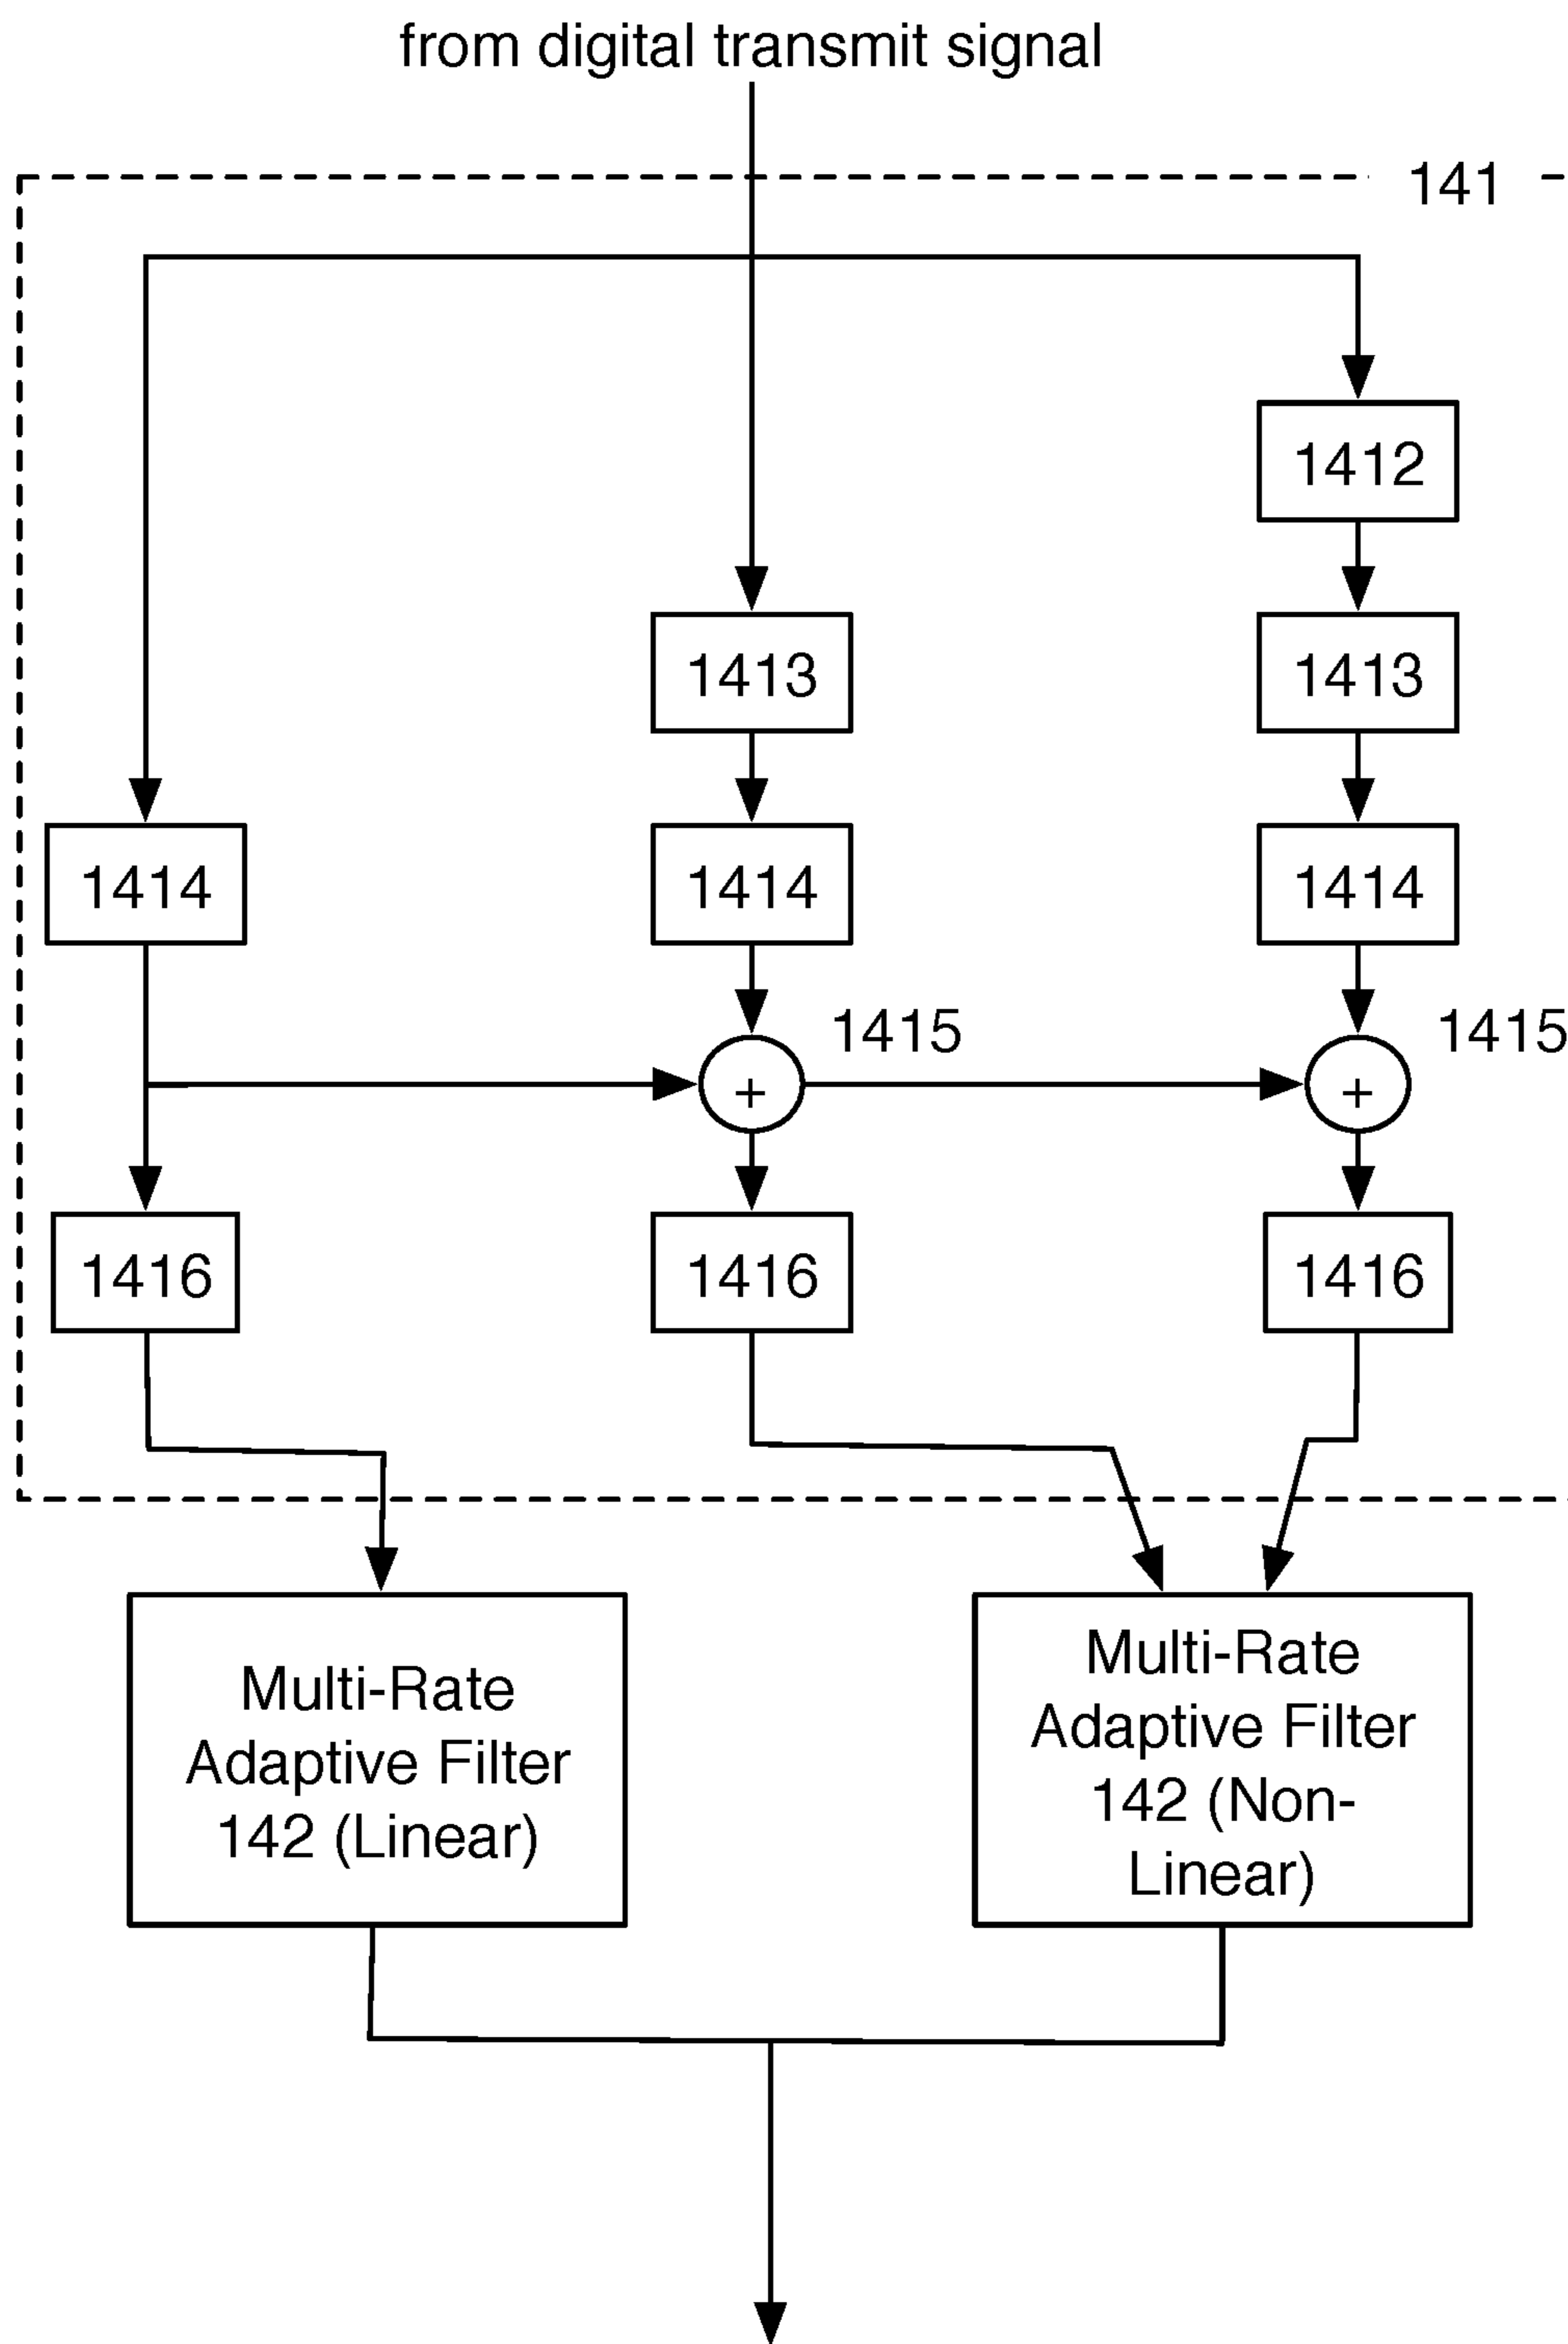 from digital transmit signal
141
1412
1413
1413
1414
1414
1414
1415
1415
+
+
1416
1416
1416
Multi-Rate
Adaptive Filter
142 (Linear)
Multi-Rate
Adaptive Filter
142 (Non-
Linear)